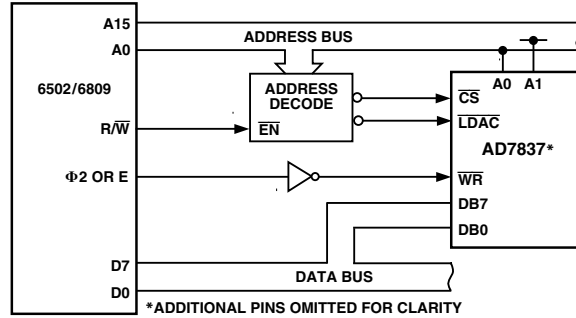 A15
A0
ADDRESS BUS
6502/6809
ADDRESS
DECODE
A0 A1
CS
R/W
EN
LDAC
AD7837*
Φ2 OR E
WR
DB7
DB0
D7
DATA BUS
D0
*ADDITIONAL PINS OMITTED FOR CLARITY